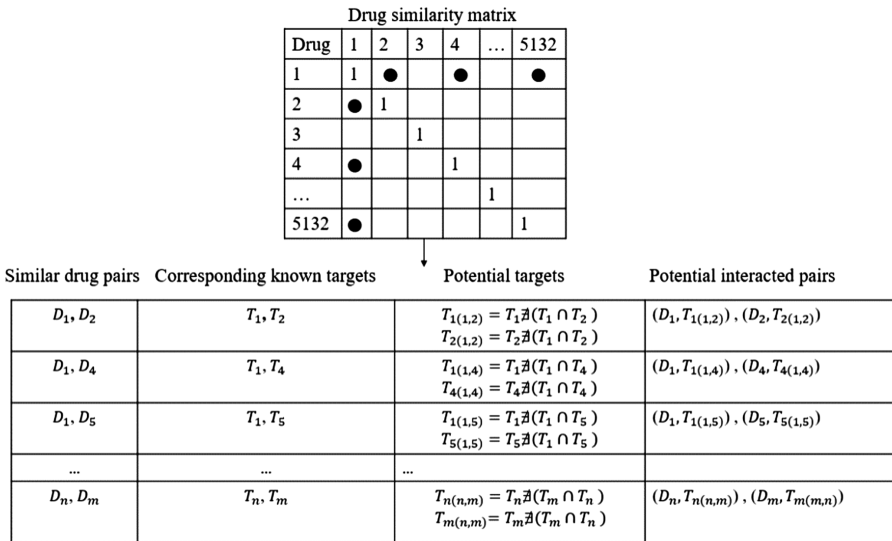 Drug similarity matrix
Drug 1 2 3 4 … 5132
1 1 ● ● ●
2 ● 1
3 1
4 ● 1
… 1
5132 ● 1
Similar drug pairs Corresponding known targets Potential targets Potential interacted pairs
D₁, D₂ T₁, T₂ T₁₍₁,₂₎ = T₁∄(T₁ ∩ T₂ ) (D₁, T₁₍₁,₂₎) , (D₂, T₂₍₁,₂₎)
T₂₍₁,₂₎ = T₂∄(T₁ ∩ T₂ )
D₁, D₄ T₁, T₄ T₁₍₁,₄₎ = T₁∄(T₁ ∩ T₄ ) (D₁, T₁₍₁,₄₎) , (D₄, T₄₍₁,₄₎)
T₄₍₁,₄₎ = T₄∄(T₁ ∩ T₄ )
D₁, D₅ T₁, T₅ T₁₍₁,₅₎ = T₁∄(T₁ ∩ T₅ ) (D₁, T₁₍₁,₅₎) , (D₅, T₅₍₁,₅₎)
T₅₍₁,₅₎ = T₅∄(T₁ ∩ T₅ )
... ... ...
Dₙ, Dₘ Tₙ, Tₘ Tₙ₍ₙ,ₘ₎ = Tₙ∄(Tₘ ∩ Tₙ ) (Dₙ, Tₙ₍ₙ,ₘ₎) , (Dₘ, Tₘ₍ₘ,ₙ₎)
Tₘ₍ₙ,ₘ₎= Tₘ∄(Tₘ ∩ Tₙ )